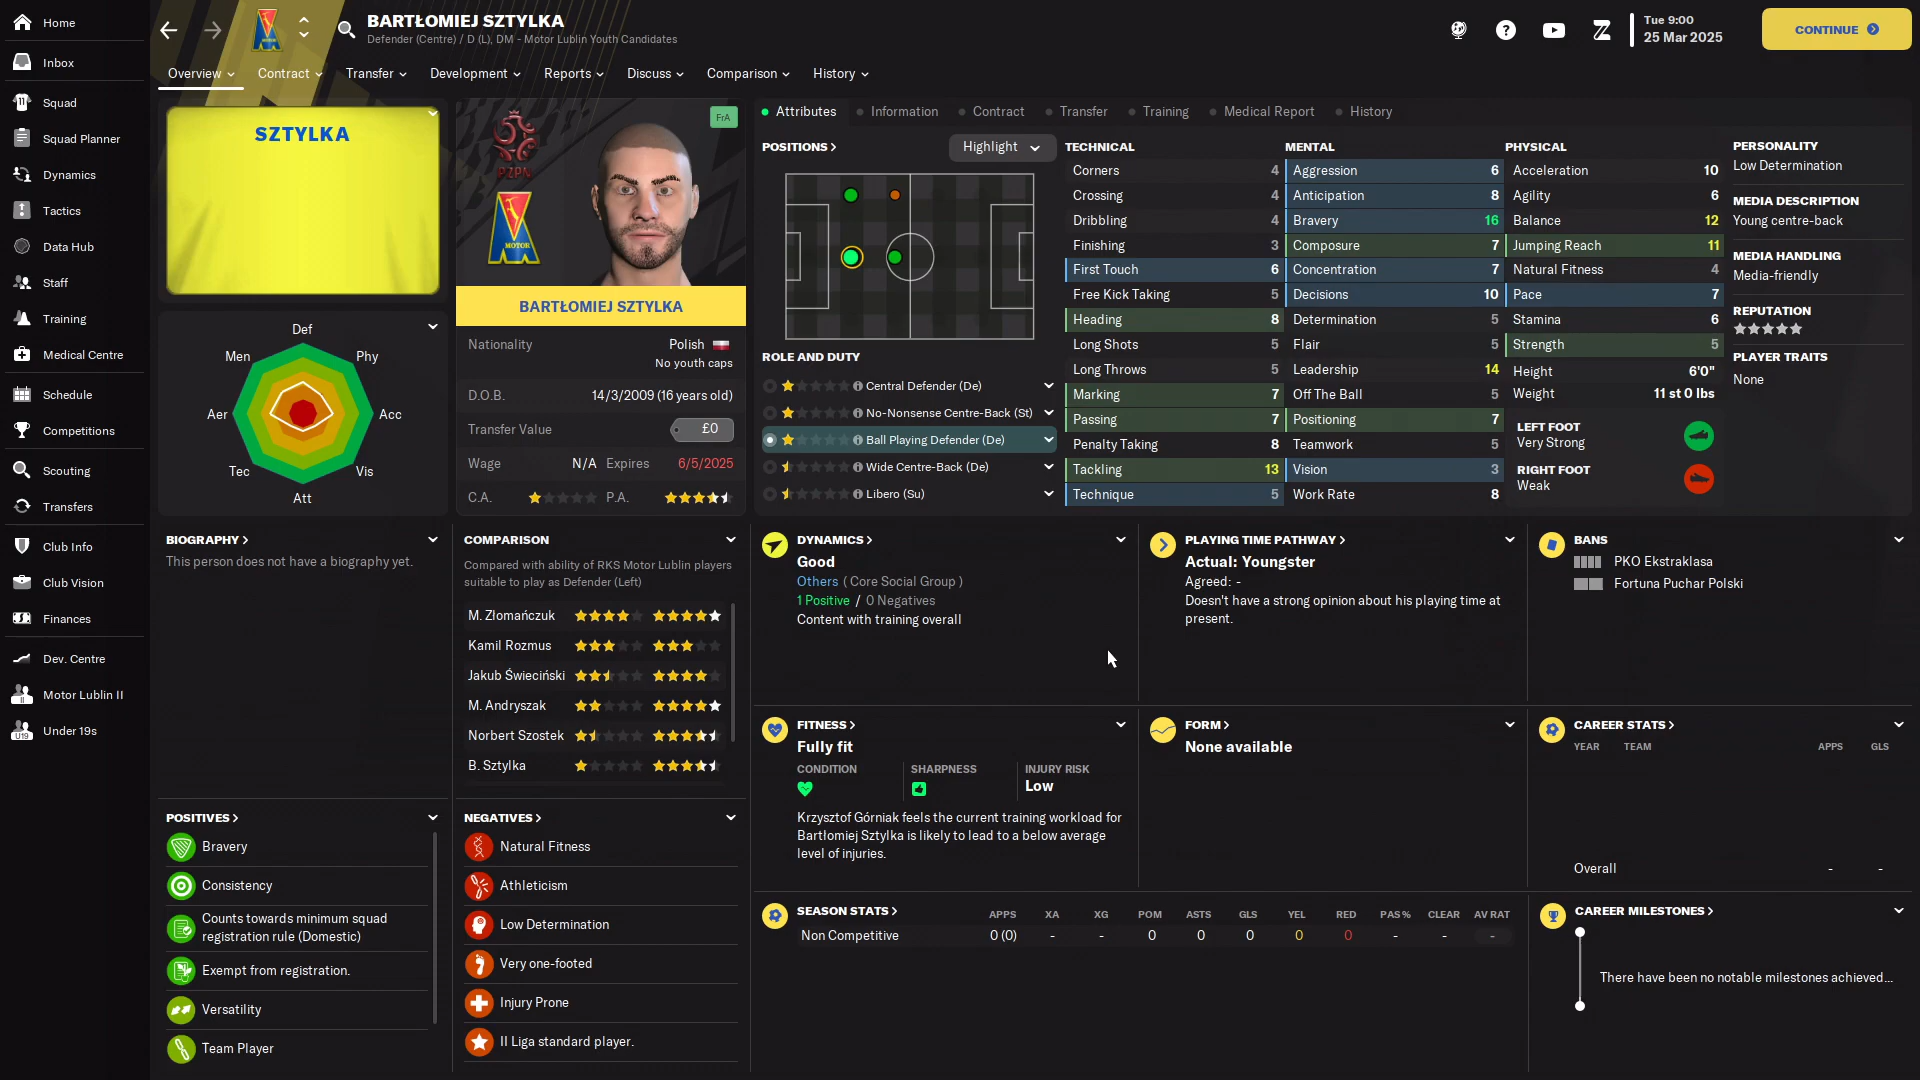 Home
Inbox
Squad
Squad Planner
Dynamics
Tactics
Data Hub
Staff
Training
Medical Centre
Schedule
Competitions
Scouting
Transfers
Club Info
Club Vision
Finances
Dev. Centre
Motor Lublin II
Under 19s
BARTŁOMIEJ SZTYLKA
Defender (Centre) / D (L), DM - Motor Lublin Youth Candidates
Tue 9:00
25 Mar 2025
CONTINUE
Overview Contract Transfer Development Reports Discuss Comparison History
SZTYLKA
Def
Phy
Acc
Vis
Att
Tec
Aer
Men
PZPN
MOTOR
FrA
BARTŁOMIEJ SZTYLKA
Nationality Polish
No youth caps
D.O.B. 14/3/2009 (16 years old)
Transfer Value £0
Wage N/A Expires 6/5/2025
C.A. P.A.
Attributes Information Contract Transfer Training Medical Report History
POSITIONS
Highlight
ROLE AND DUTY
Central Defender (De)
No-Nonsense Centre-Back (St)
Ball Playing Defender (De)
Wide Centre-Back (De)
Libero (Su)
TECHNICAL
Corners 4
Crossing 4
Dribbling 4
Finishing 3
First Touch 6
Free Kick Taking 5
Heading 8
Long Shots 5
Long Throws 5
Marking 7
Passing 7
Penalty Taking 8
Tackling 13
Technique 5
MENTAL
Aggression 6
Anticipation 8
Bravery 16
Composure 7
Concentration 7
Decisions 10
Determination 5
Flair 5
Leadership 14
Off The Ball 5
Positioning 7
Teamwork 5
Vision 3
Work Rate 8
PHYSICAL
Acceleration 10
Agility 6
Balance 12
Jumping Reach 11
Natural Fitness 4
Pace 7
Stamina 6
Strength 5
Height 6'0"
Weight 11 st 0 lbs
LEFT FOOT
Very Strong
RIGHT FOOT
Weak
PERSONALITY
Low Determination
MEDIA DESCRIPTION
Young centre-back
MEDIA HANDLING
Media-friendly
REPUTATION
PLAYER TRAITS
None
BIOGRAPHY
This person does not have a biography yet.
COMPARISON
Compared with ability of RKS Motor Lublin players
suitable to play as Defender (Left)
M. Złomańczuk
Kamil Rozmus
Jakub Świeciński
M. Andryszak
Norbert Szostek
B. Sztylka
DYNAMICS
Good
Others ( Core Social Group )
1 Positive / 0 Negatives
Content with training overall
PLAYING TIME PATHWAY
Actual: Youngster
Agreed: -
Doesn't have a strong opinion about his playing time at
present.
BANS
PKO Ekstraklasa
Fortuna Puchar Polski
FITNESS
Fully fit
CONDITION SHARPNESS INJURY RISK
Low
Krzysztof Górniak feels the current training workload for
Bartłomiej Sztylka is likely to lead to a below average
level of injuries.
FORM
None available
CAREER STATS
YEAR TEAM APPS GLS
Overall - -
POSITIVES
Bravery
Consistency
Counts towards minimum squad
registration rule (Domestic)
Exempt from registration.
Versatility
Team Player
NEGATIVES
Natural Fitness
Athleticism
Low Determination
Very one-footed
Injury Prone
II Liga standard player.
SEASON STATS APPS XA XG POM ASTS GLS YEL RED PAS % CLEAR AV RAT
Non Competitive 0 (0) - - 0 0 0 0 0 - - -
CAREER MILESTONES
There have been no notable milestones achieved...